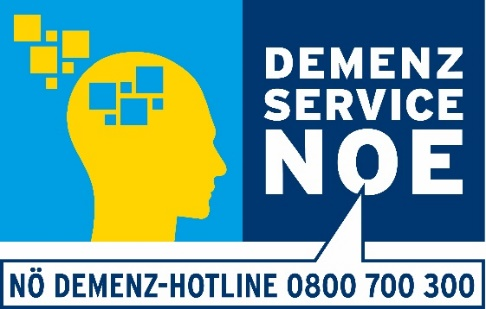 DEMENZ
SERVICE
NOE
NÖ DEMENZ-HOTLINE 0800 700 300